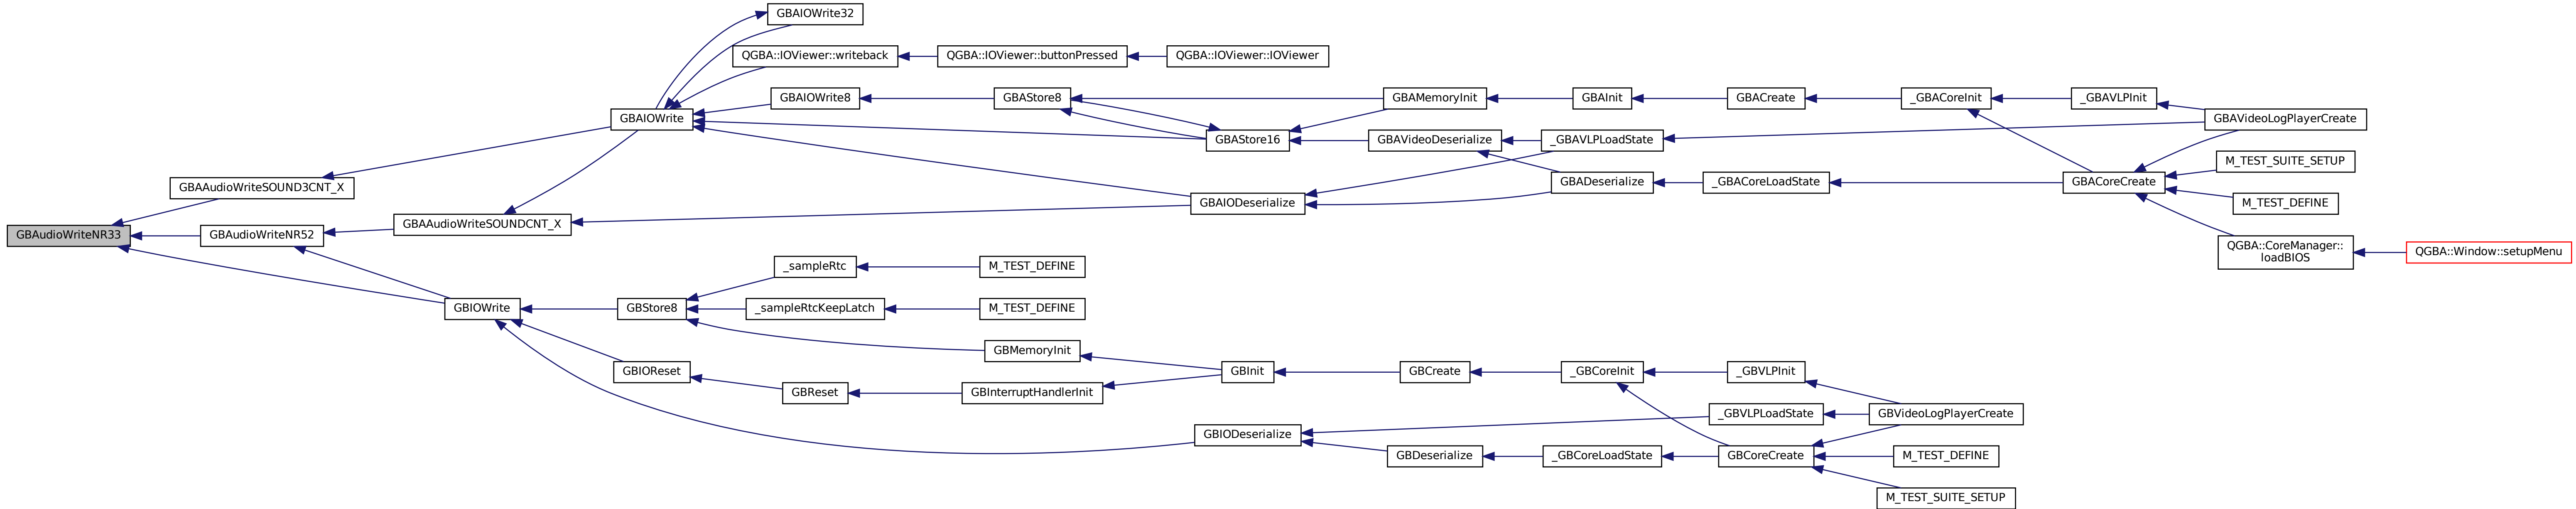 GBAIOWrite32
QGBA::IOViewer::writeback
QGBA::IOViewer::buttonPressed
QGBA::IOViewer::IOViewer
GBAIOWrite8
GBAStore8
GBAMemoryInit
GBAInit
GBACreate
_GBACoreInit
_GBAVLPInit
GBAIOWrite
GBAVideoLogPlayerCreate
GBAStore16
GBAVideoDeserialize
_GBAVLPLoadState
M_TEST_SUITE_SETUP
GBADeserialize
_GBACoreLoadState
GBACoreCreate
GBAAudioWriteSOUND3CNT_X
GBAIODeserialize
M_TEST_DEFINE
GBAAudioWriteSOUNDCNT_X
GBAudioWriteNR33
GBAudioWriteNR52
QGBA::CoreManager::
loadBIOS
QGBA::Window::setupMenu
_sampleRtc
M_TEST_DEFINE
GBIOWrite
GBStore8
_sampleRtcKeepLatch
M_TEST_DEFINE
GBMemoryInit
GBIOReset
GBInit
GBCreate
_GBCoreInit
_GBVLPInit
GBReset
GBInterruptHandlerInit
_GBVLPLoadState
GBVideoLogPlayerCreate
GBIODeserialize
GBDeserialize
_GBCoreLoadState
GBCoreCreate
M_TEST_DEFINE
M_TEST_SUITE_SETUP